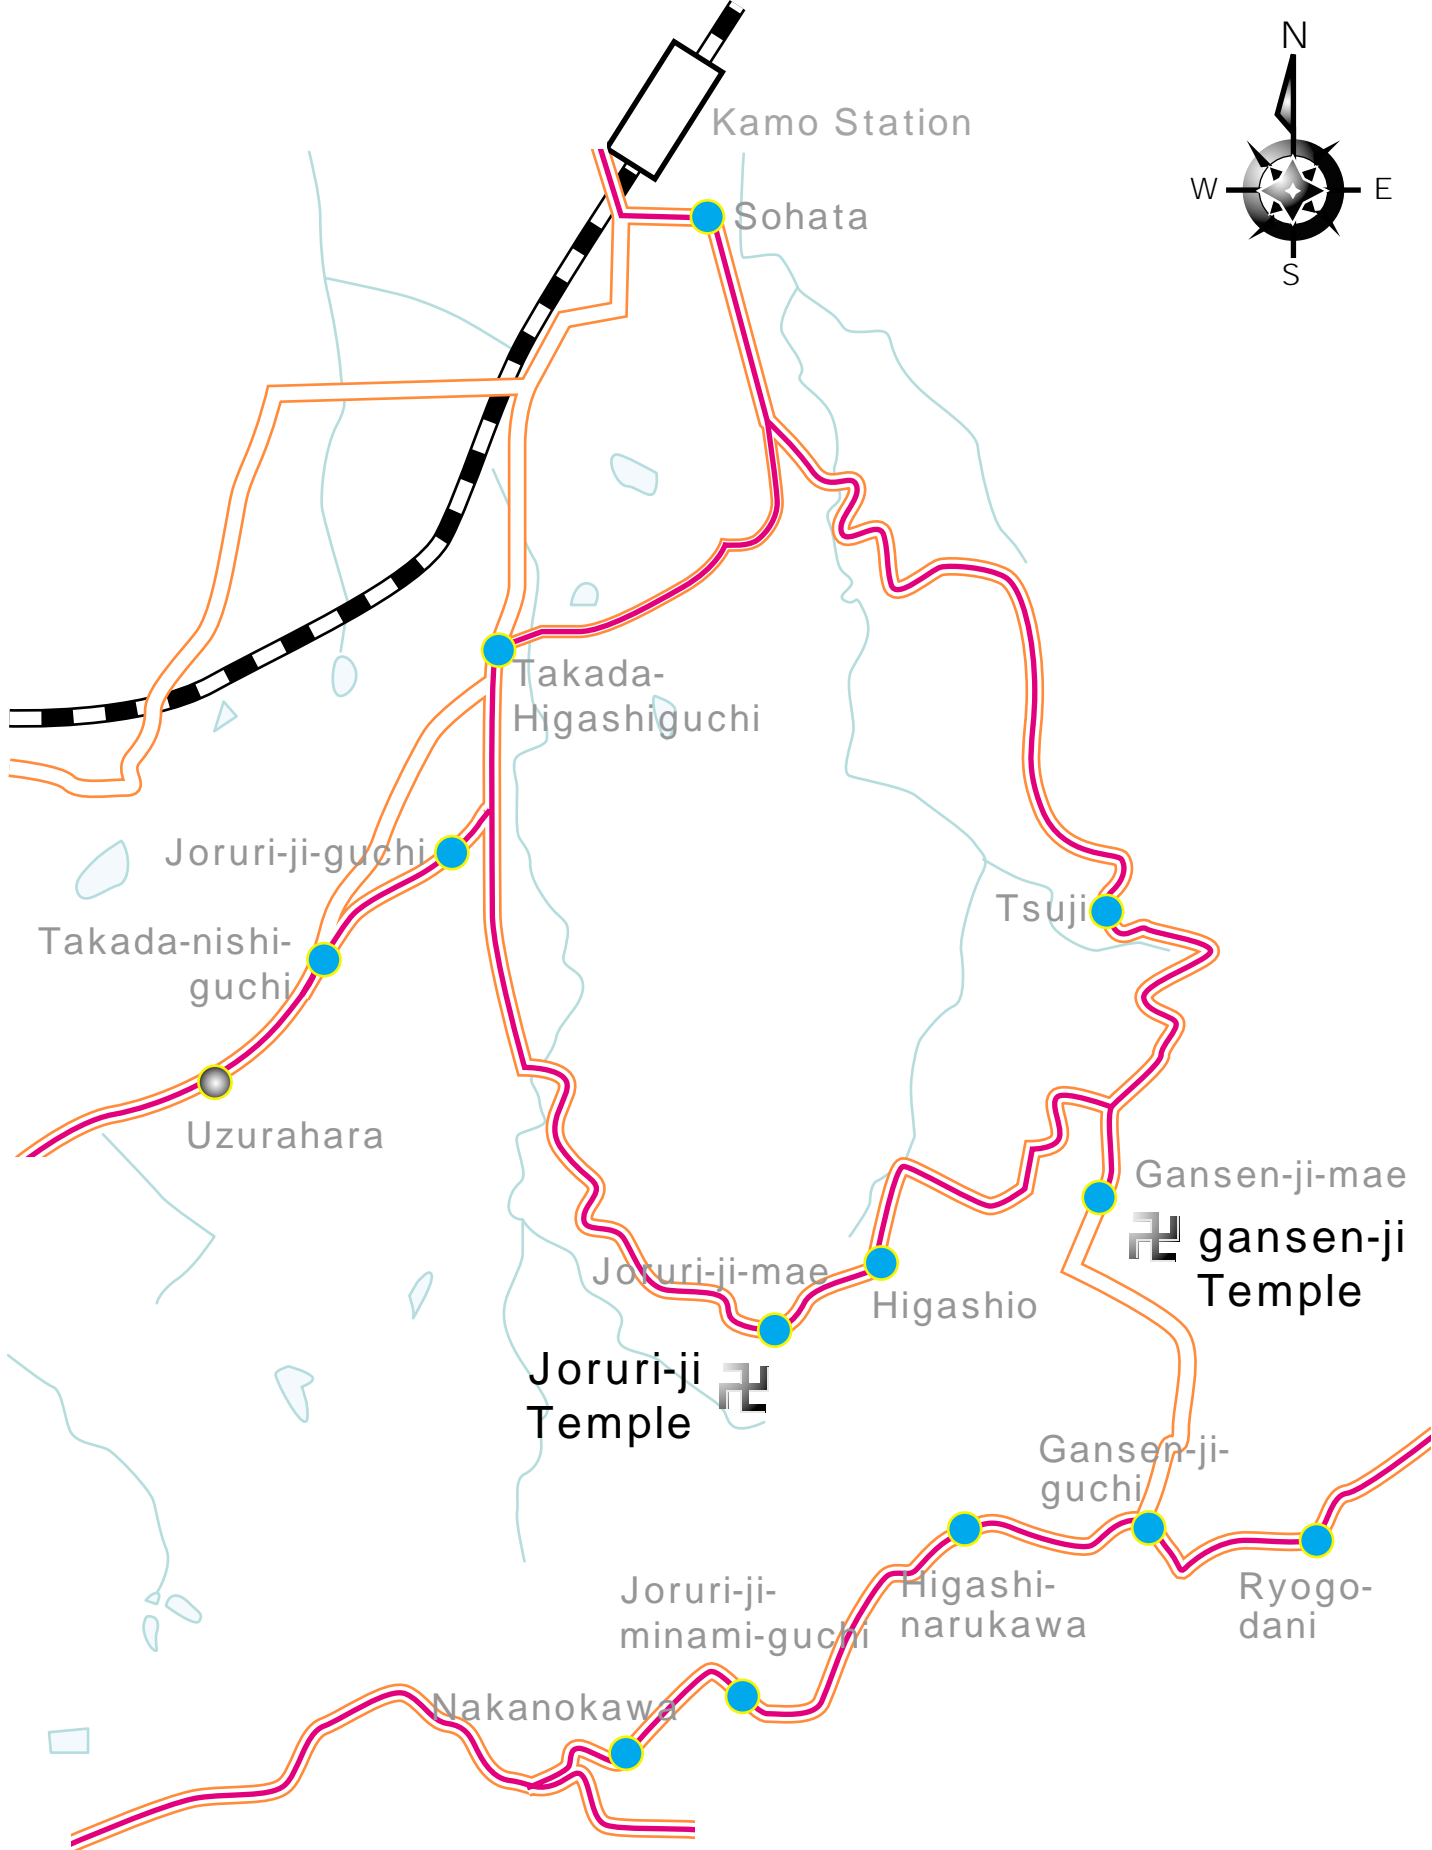 N
Kamo Station
W
E
Sohata
S
Takada-
Higashiguchi
Joruri-ji-guchi
Tsuji
Takada-nishi-
guchi
Uzurahara
Gansen-ji-mae
gansen-ji
Temple
Joruri-ji-mae
Higashio
Joruri-ji
Temple
Gansen-ji-
guchi
Higashi-
narukawa
Ryogo-
dani
Joruri-ji-
minami-guchi
Nakanokawa